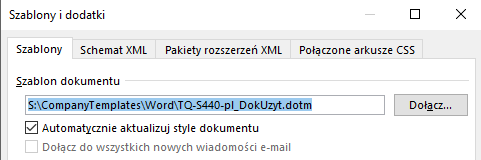 Szablony i dodatki
Szablony Schemat XML Pakiety rozszerzeń XML Połączone arkusze CSS
Szablon dokumentu
S:\CompanyTemplates\Word\TQ-S440-pl_DokUzyt.dotm Dołącz...
Automatycznie aktualizuj style dokumentu
Dołącz do wszystkich nowych wiadomości e-mail